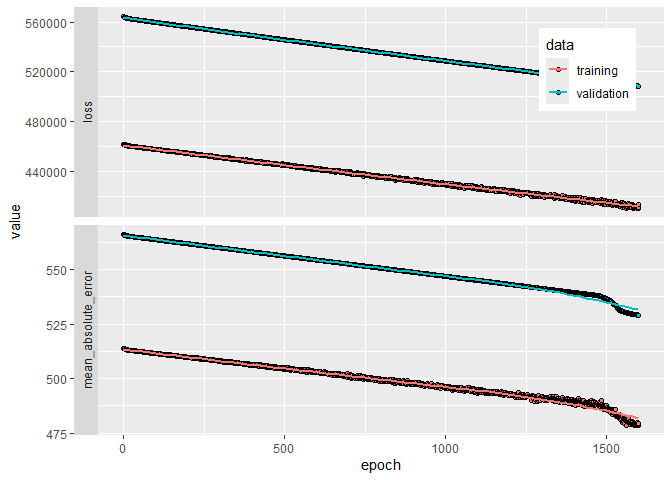 560000
520000
480000
440000
loss
data
training
validation
value
550
525
500
475
mean_absolute_error
0
500
1000
1500
epoch